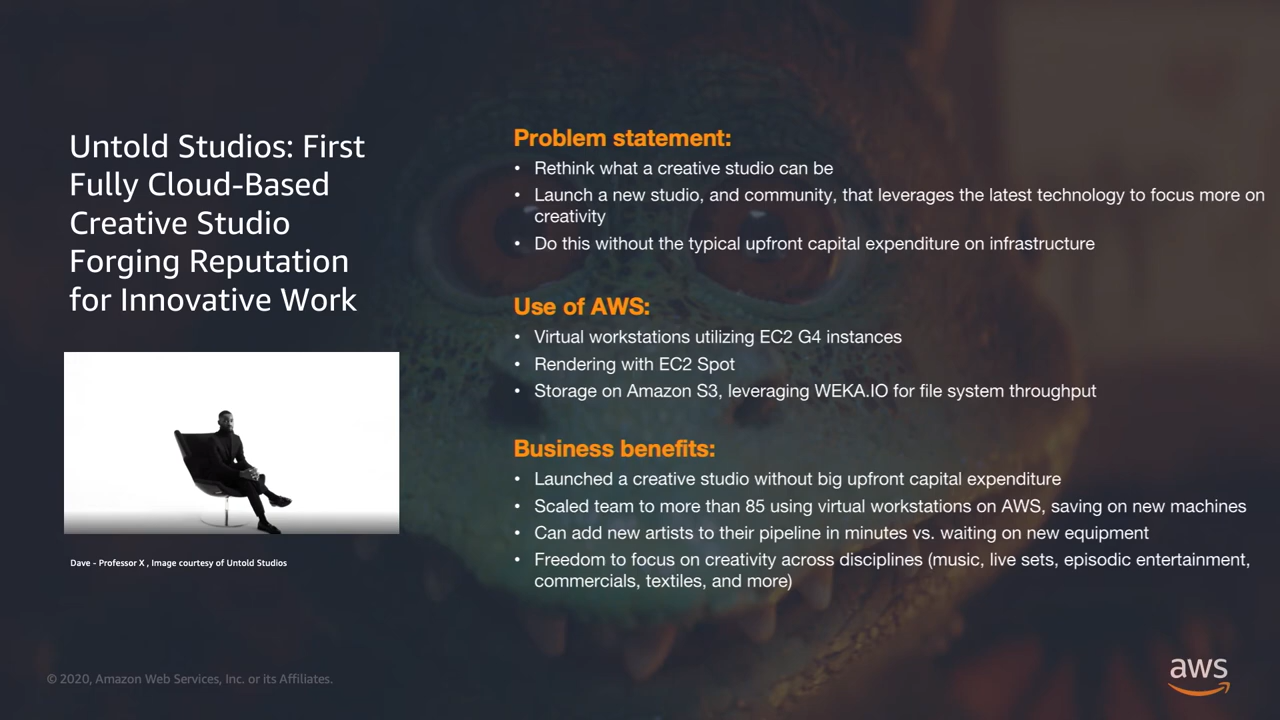 Untold Studios: First
Fully Cloud-Based
Creative Studio
Forging Reputation
for Innovative Work
Dave - Professor X , Image courtesy of Untold Studios
Problem statement:
• Rethink what a creative studio can be
• Launch a new studio, and community, that leverages the latest technology to focus more on
creativity
• Do this without the typical upfront capital expenditure on infrastructure
Use of AWS:
• Virtual workstations utilizing EC2 G4 instances
• Rendering with EC2 Spot
• Storage on Amazon S3, leveraging WEKA.IO for file system throughput
Business benefits:
• Launched a creative studio without big upfront capital expenditure
• Scaled team to more than 85 using virtual workstations on AWS, saving on new machines
• Can add new artists to their pipeline in minutes vs. waiting on new equipment
• Freedom to focus on creativity across disciplines (music, live sets, episodic entertainment,
commercials, textiles, and more)
© 2020, Amazon Web Services, Inc. or its Affiliates.
aws